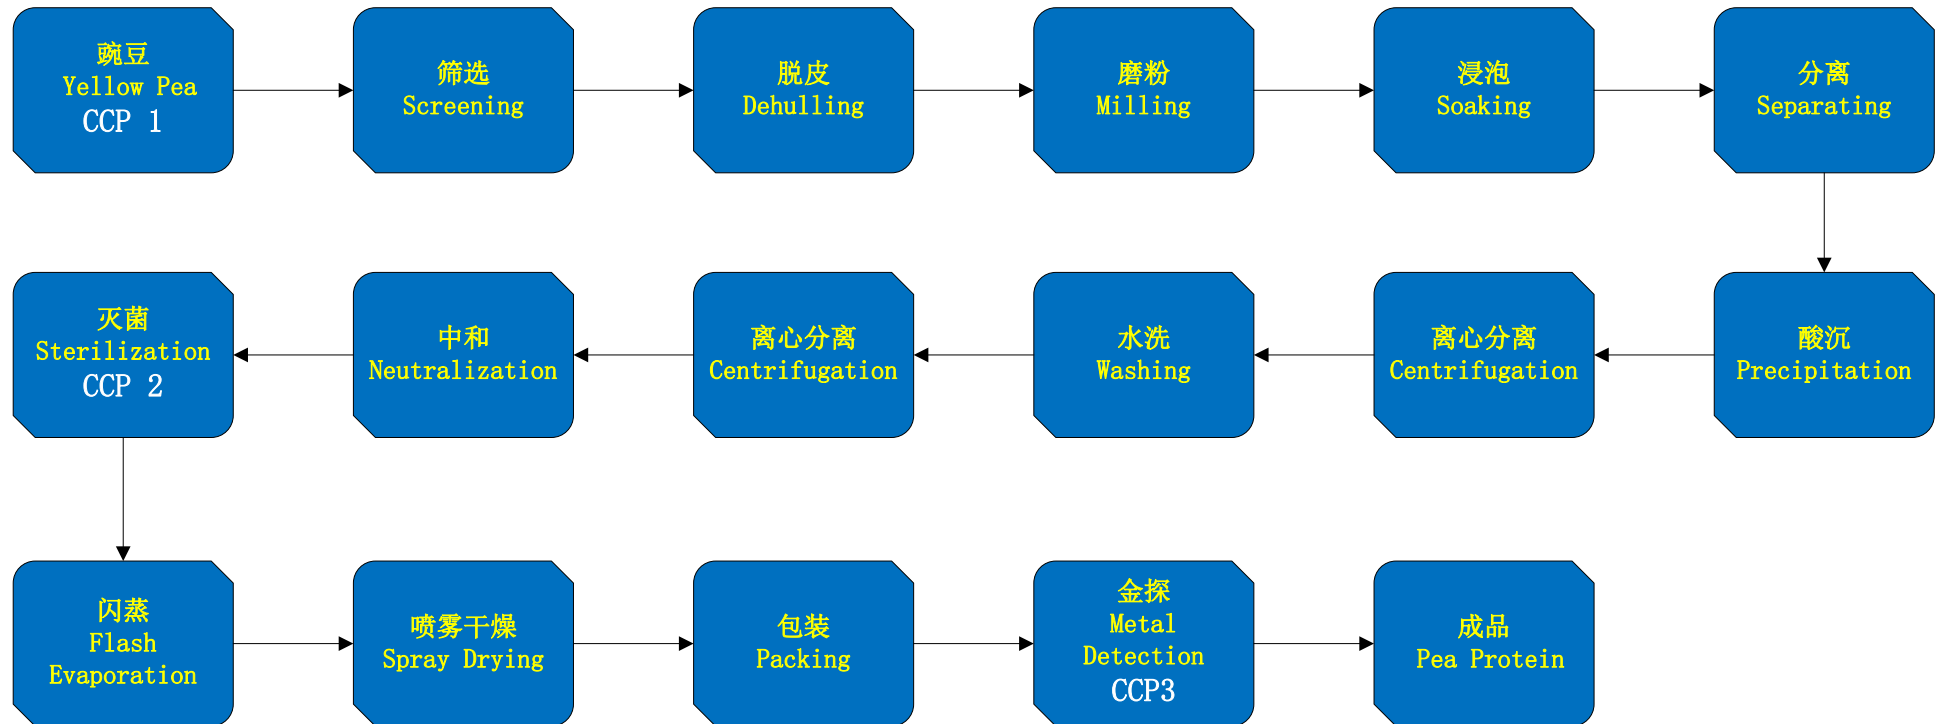 豌豆
Yellow Pea
CCP 1
筛选
Screening
脱皮
Dehulling
磨粉
Milling
浸泡
Soaking
分离
Separating
酸沉
Precipitation
离心分离
Centrifugation
水洗
Washing
离心分离
Centrifugation
中和
Neutralization
灭菌
Sterilization
CCP 2
闪蒸
Flash
Evaporation
喷雾干燥
Spray Drying
包装
Packing
金探
Metal
Detection
CCP3
成品
Pea Protein